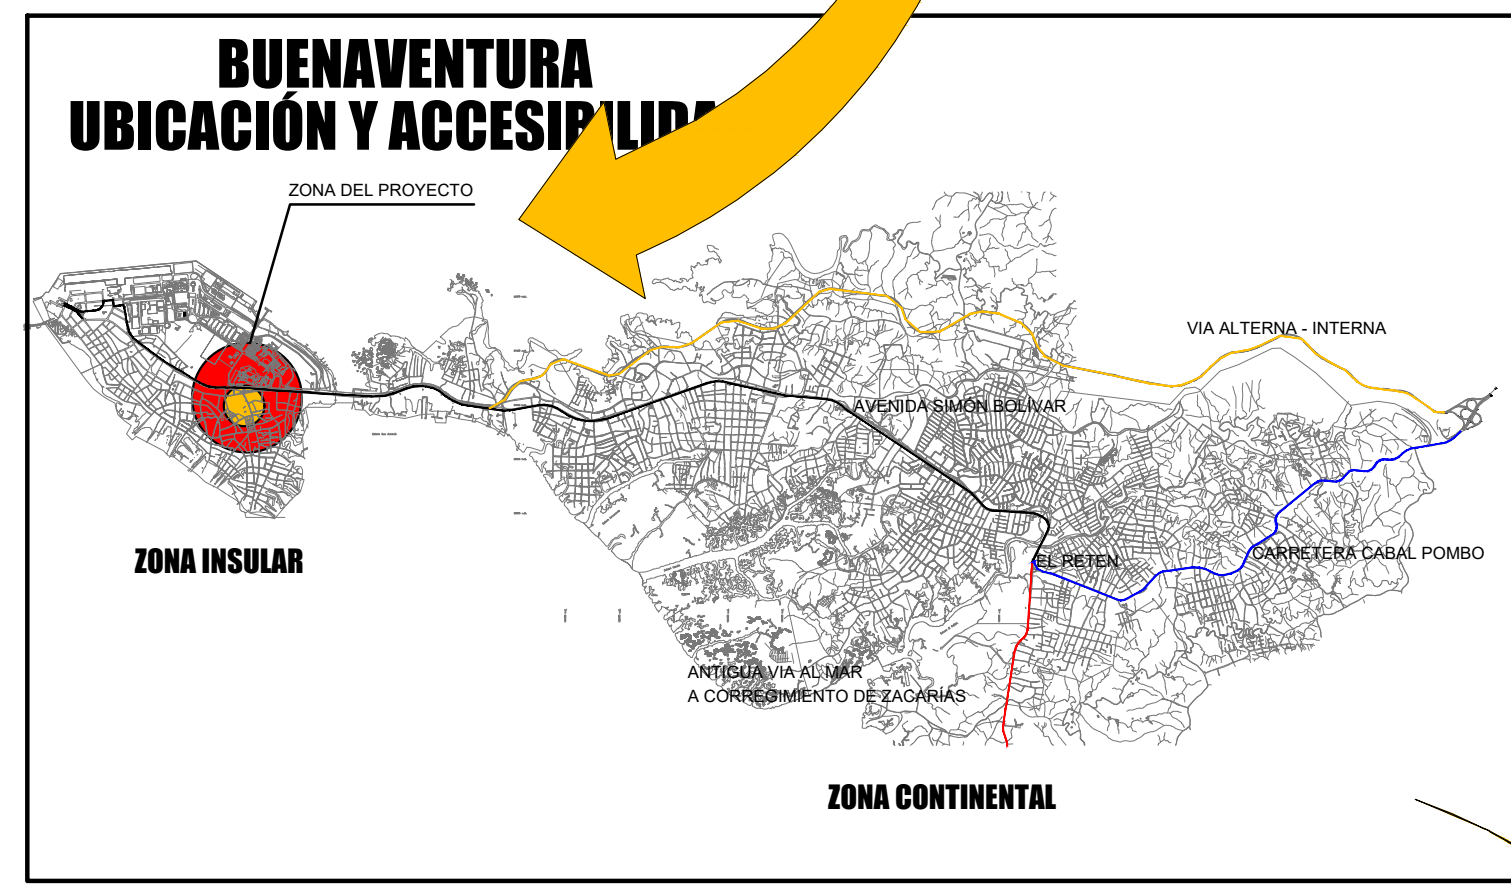 BUENAVENTURA
UBICACIÓN Y ACCESIBILIDA
ZONA DEL PROYECTO
VIA ALTERNA - INTERNA
AVENIDA SIMÓN BOLÍVAR
EL RETEN
CARRETERA CABAL POMBO
ZONA INSULAR
ANTIGUA VIA AL MAR
A CORREGIMIENTO DE ZACARÍAS
ZONA CONTINENTAL